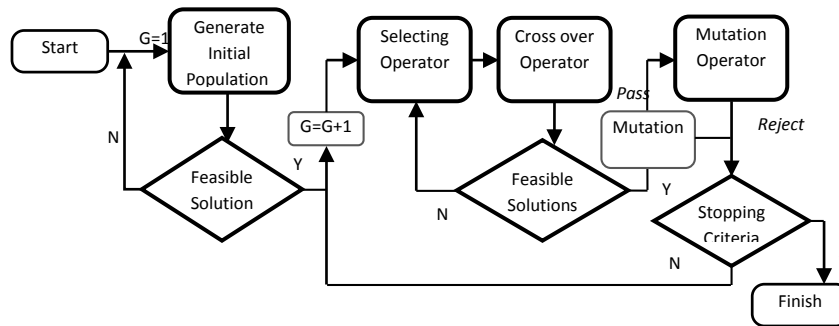 Start
G=1
Generate
Initial
Population
N
Feasible
Solution
Y
G=G+1
Selecting
Operator
Cross over
Operator
N
Feasible
Solutions
Y
Pass
Mutation
Mutation
Operator
Reject
Stopping
Criteria
N
Finish